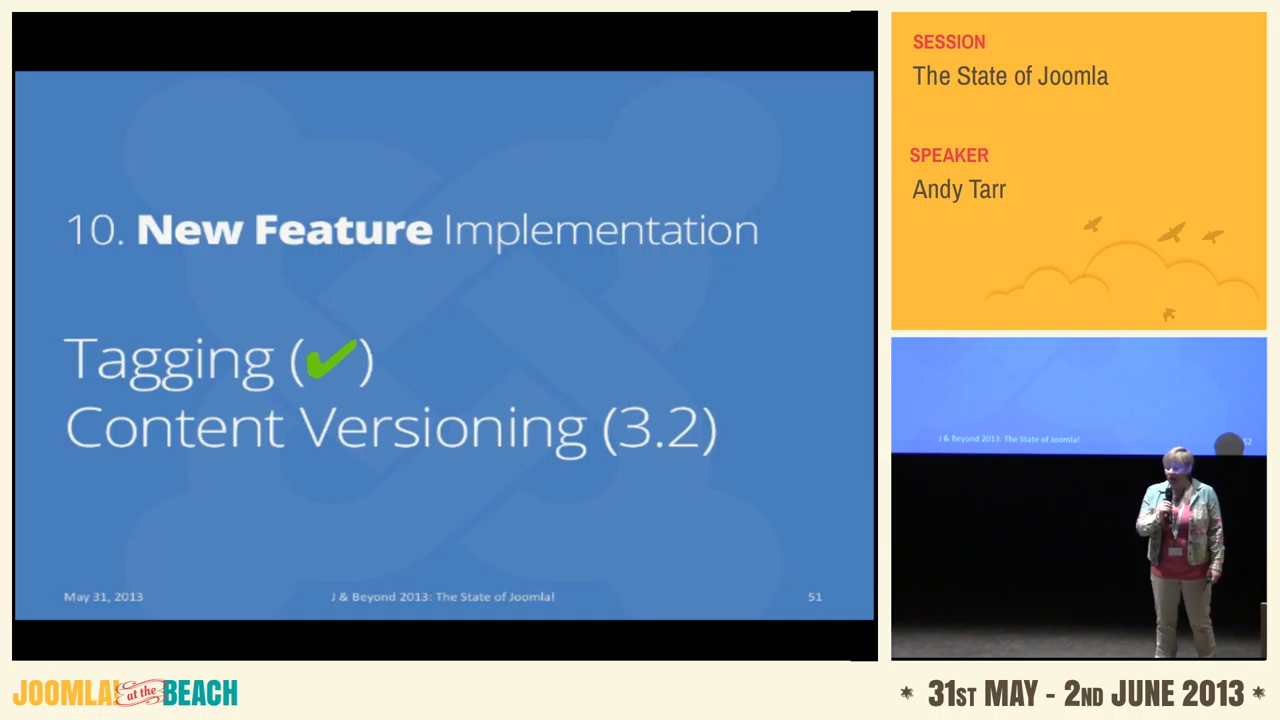 10. New Feature Implementation
Tagging (✔)
Content Versioning (3.2)
May 31, 2013
J & Beyond 2013: The State of Joomla!
51
SESSION
The State of Joomla
SPEAKER
Andy Tarr
J & Beyond 2013: The State of Joomla!
52
JOOMLA! at the BEACH
* 31ST MAY - 2ND JUNE 2013 *